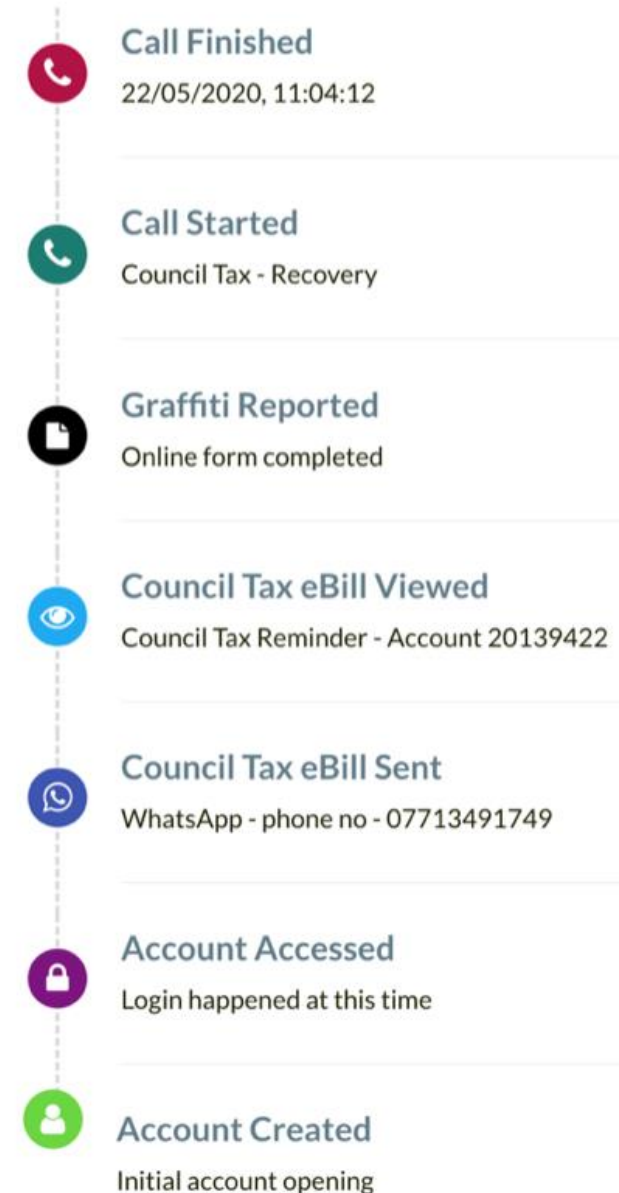 Call Finished
22/05/2020, 11:04:12
Call Started
Council Tax - Recovery
Graffiti Reported
Online form completed
Council Tax eBill Viewed
Council Tax Reminder - Account 20139422
Council Tax eBill Sent
WhatsApp - phone no - 07713491749
Account Accessed
Login happened at this time
Account Created
Initial account opening